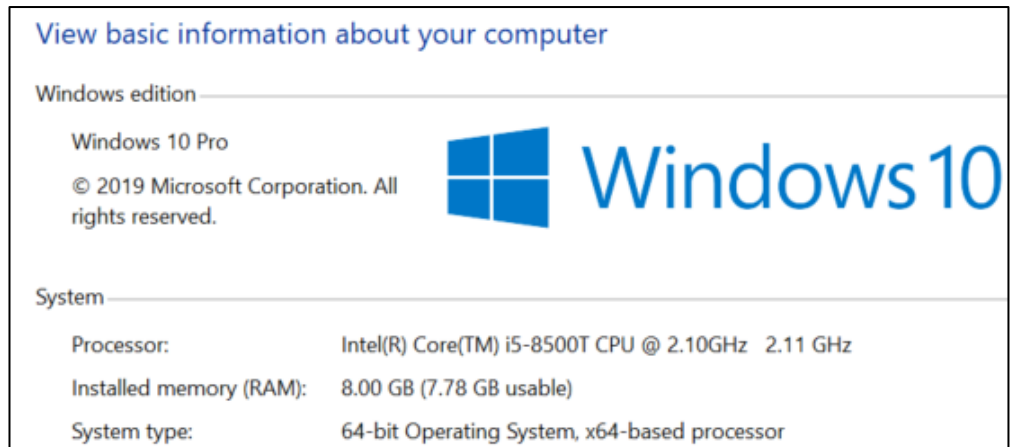 View basic information about your computer
Windows edition
Windows 10 Pro
© 2019 Microsoft Corporation. All
rights reserved.
Windows 10
System
Processor: Intel(R) Core(TM) i5-8500T CPU @ 2.10GHz 2.11 GHz
Installed memory (RAM): 8.00 GB (7.78 GB usable)
System type: 64-bit Operating System, x64-based processor